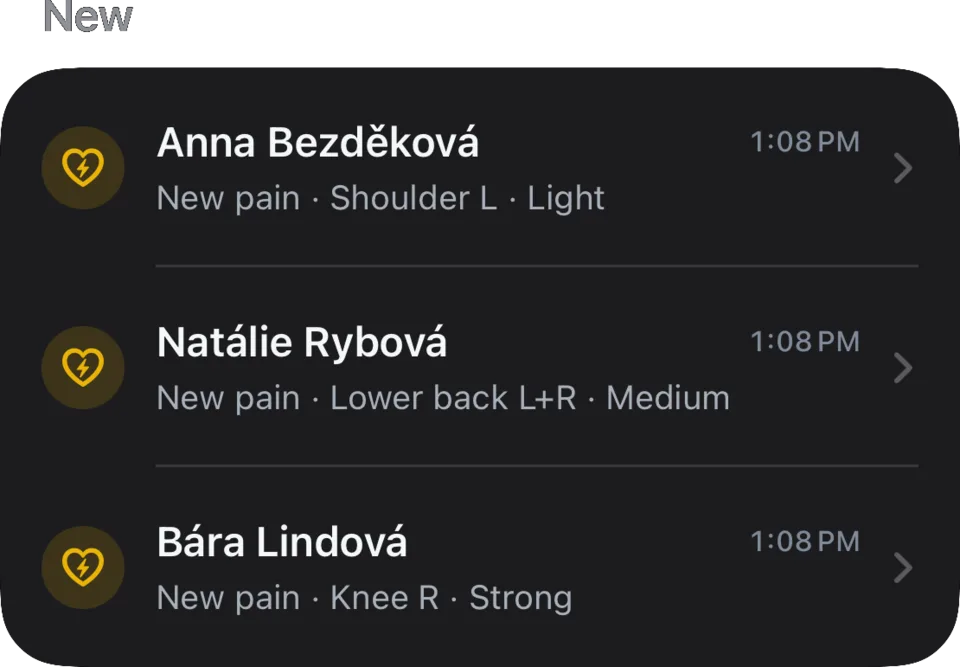 New
Anna Bezděková
1:08 PM
New pain · Shoulder L · Light
Natálie Rybová
1:08 PM
New pain · Lower back L+R · Medium
Bára Lindová
1:08 PM
New pain · Knee R · Strong